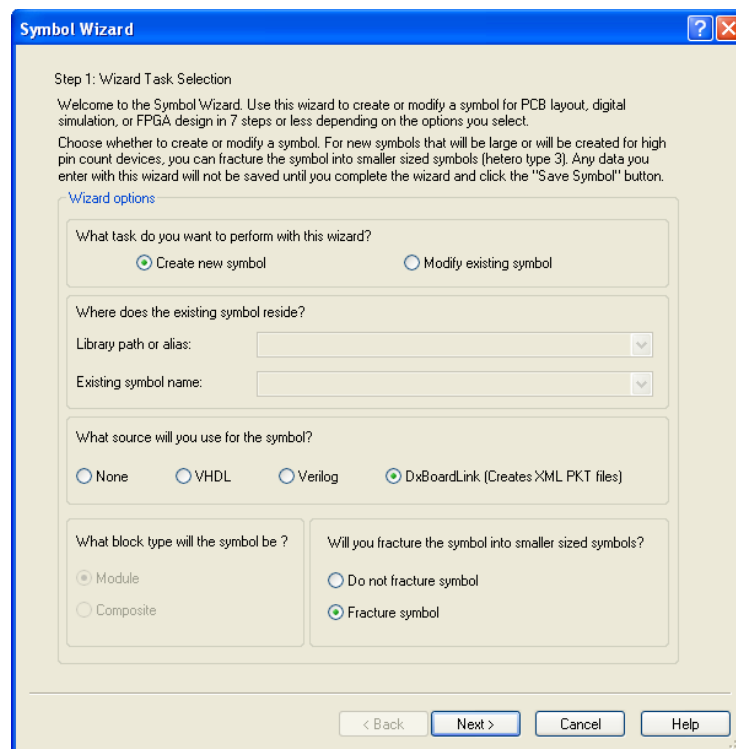 Symbol Wizard
Step 1: Wizard Task Selection
Welcome to the Symbol Wizard. Use this wizard to create or modify a symbol for PCB layout, digital
simulation, or FPGA design in 7 steps or less depending on the options you select.
Choose whether to create or modify a symbol. For new symbols that will be large or will be created for high
pin count devices, you can fracture the symbol into smaller sized symbols (hetero type 3). Any data you
enter with this wizard will not be saved until you complete the wizard and click the "Save Symbol" button.
Wizard options
What task do you want to perform with this wizard?
Create new symbol Modify existing symbol
Where does the existing symbol reside?
Library path or alias:
Existing symbol name:
What source will you use for the symbol?
None VHDL Verilog DxBoardLink (Creates XML PKT files)
What block type will the symbol be ?
Module
Composite
Will you fracture the symbol into smaller sized symbols?
Do not fracture symbol
Fracture symbol
< Back Next > Cancel Help